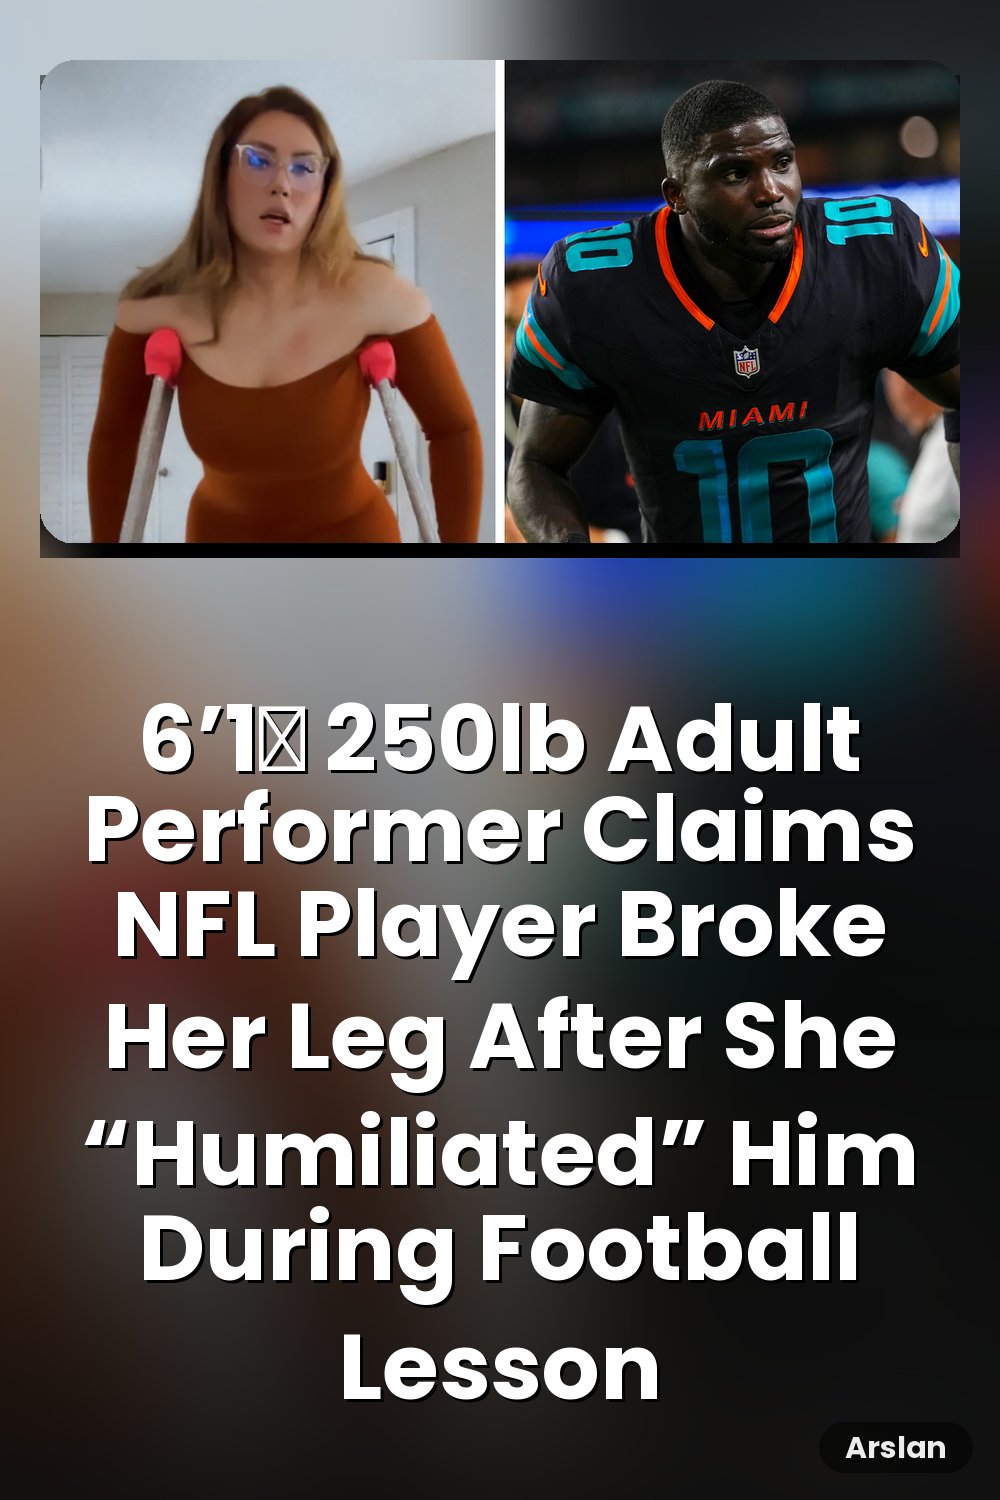 10
10
NFL
MIAMI
10
6’1 250lb Adult
Performer Claims
NFL Player Broke
Her Leg After She
“Humiliated” Him
During Football
Lesson
Arslan